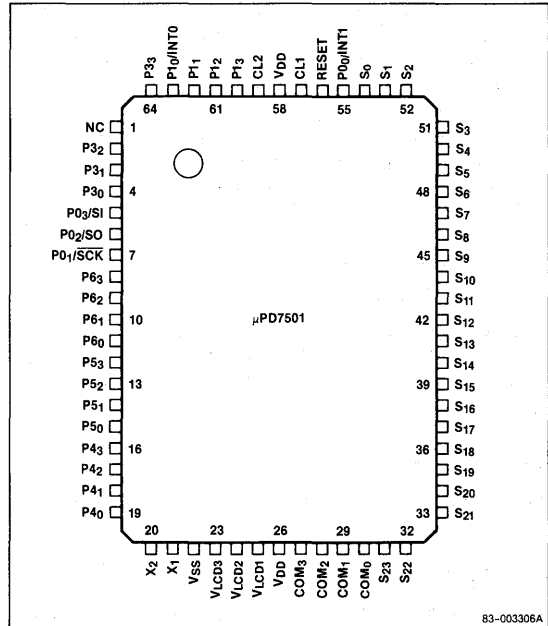 P3₃ P1₀/INT0 P1₁ P1₂ P1₃ CL2 VDD CL1 RESET P0₀/INT1 S₀ S₁ S₂
64 61 58 55 52
NC 1 51 S₃
P3₂ S₄
P3₁ S₅
P3₀ 4 48 S₆
P0₃/SI S₇
P0₂/SO S₈
P0₁/S̅C̅K̅ 7 45 S₉
P6₃ S₁₀
P6₂ S₁₁
P6₁ 10 μPD7501 42 S₁₂
P6₀ S₁₃
P5₃ S₁₄
P5₂ 13 39 S₁₅
P5₁ S₁₆
P5₀ S₁₇
P4₃ 16 36 S₁₈
P4₂ S₁₉
P4₁ S₂₀
P4₀ 19 33 S₂₁
20 23 26 29 32
X₂ X₁ VSS VLCD3 VLCD2 VLCD1 VDD COM₃ COM₂ COM₁ COM₀ S₂₃ S₂₂
83-003306A